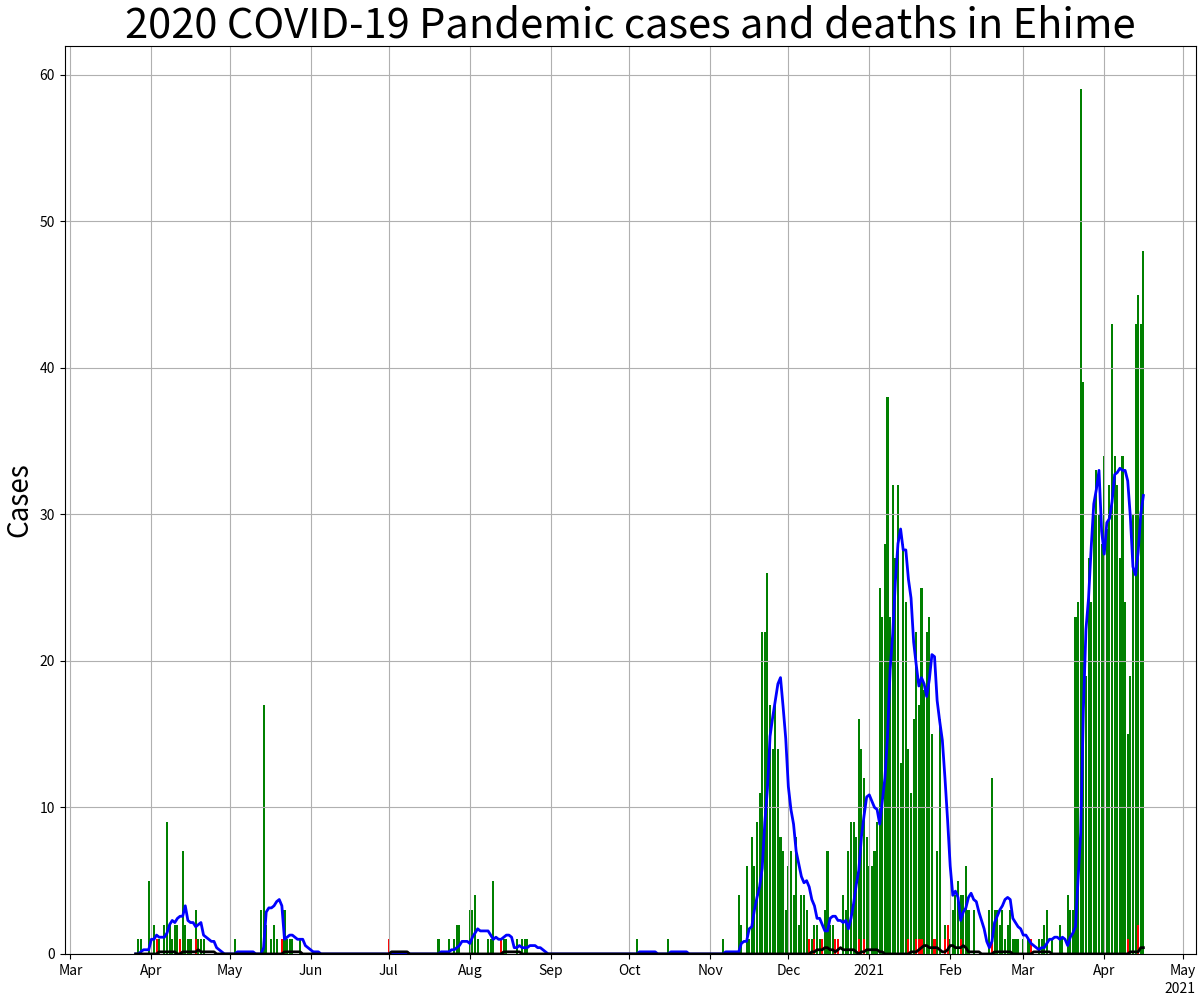 2020 COVID-19 Pandemic cases and deaths in Ehime
Cases
60
50
40
30
20
10
0
Mar Apr May Jun Jul Aug Sep Oct Nov Dec 2021 Feb Mar Apr May
2021